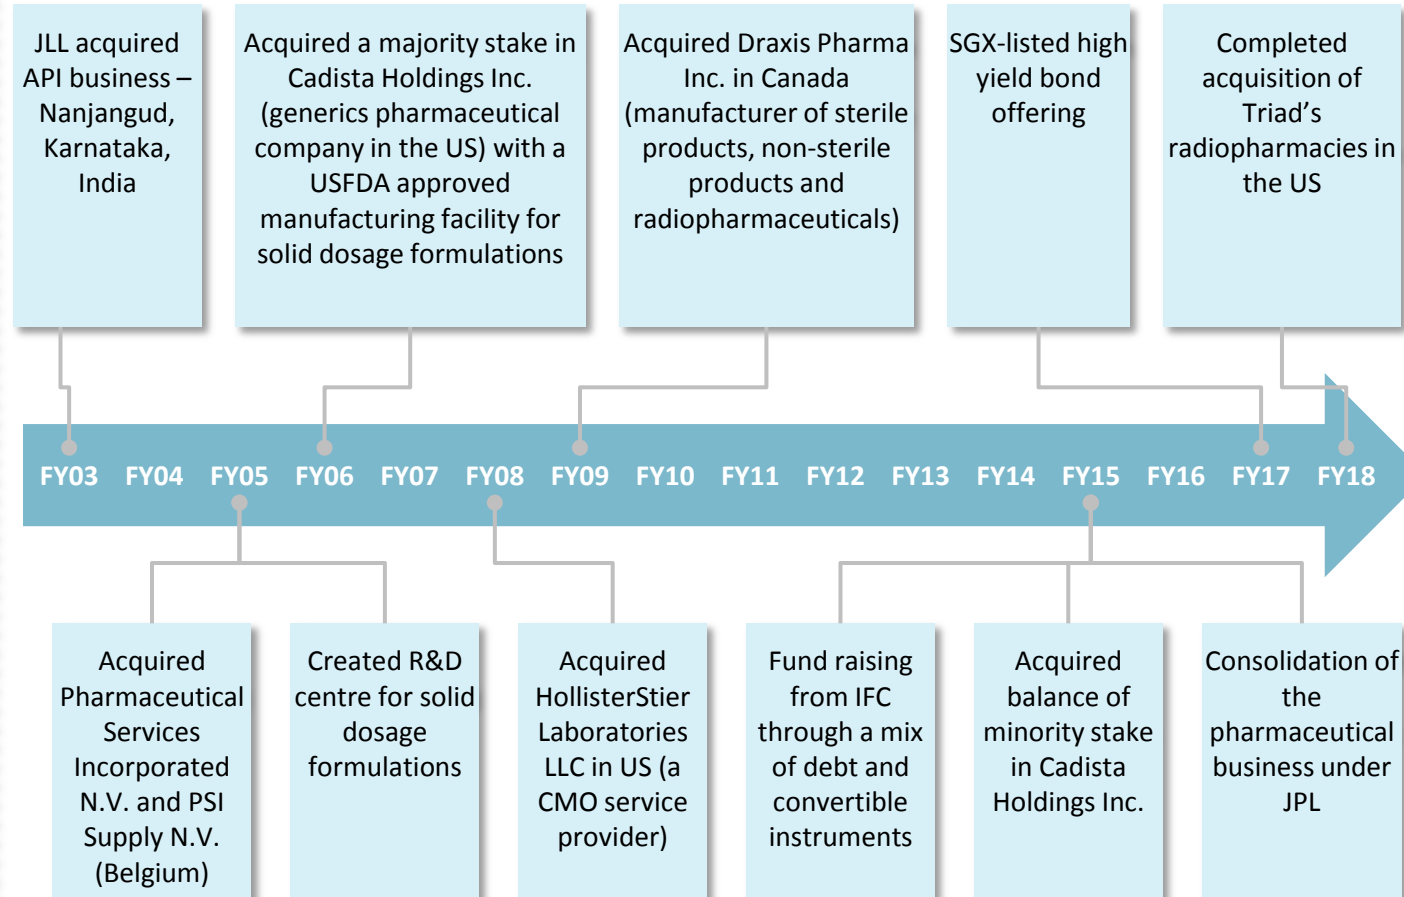 JLL acquired
API business –
Nanjangud,
Karnataka,
India
Acquired a majority stake in
Cadista Holdings Inc.
(generics pharmaceutical
company in the US) with a
USFDA approved
manufacturing facility for
solid dosage formulations
Acquired Draxis Pharma
Inc. in Canada
(manufacturer of sterile
products, non-sterile
products and
radiopharmaceuticals)
SGX-listed high
yield bond
offering
Completed
acquisition of
Triad’s
radiopharmacies in
the US
FY03 FY04 FY05 FY06 FY07 FY08 FY09 FY10 FY11 FY12 FY13 FY14 FY15 FY16 FY17 FY18
Acquired
Pharmaceutical
Services
Incorporated
N.V. and PSI
Supply N.V.
(Belgium)
Created R&D
centre for solid
dosage
formulations
Acquired
HollisterStier
Laboratories
LLC in US (a
CMO service
provider)
Fund raising
from IFC
through a mix
of debt and
convertible
instruments
Acquired
balance of
minority stake
in Cadista
Holdings Inc.
Consolidation of
the
pharmaceutical
business under
JPL